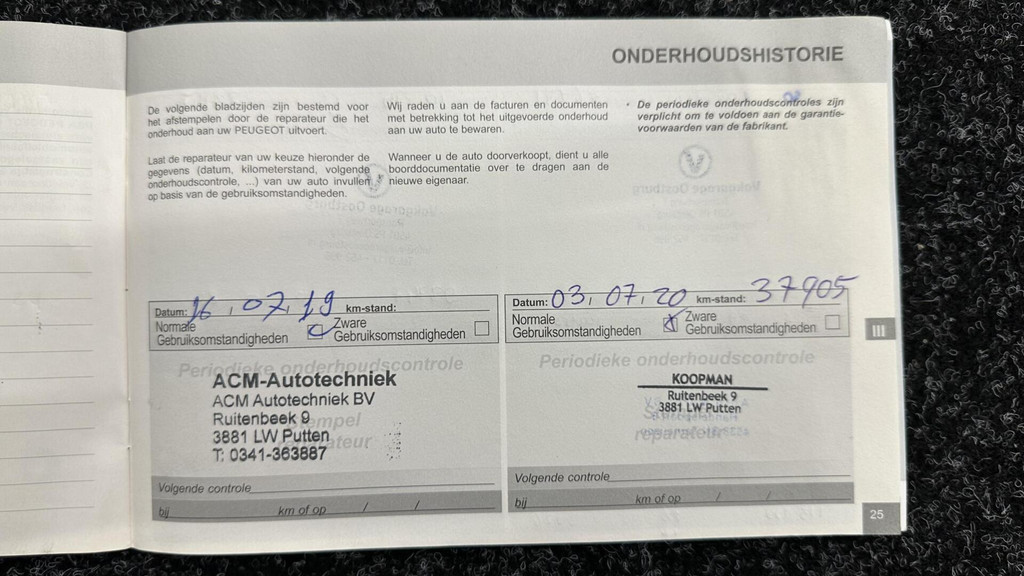 ONDERHOUDSHISTORIE
De volgende bladzijden zijn bestemd voor
het afstempelen door de reparateur die het
onderhoud aan uw PEUGEOT uitvoert.
Laat de reparateur van uw keuze hieronder de
gegevens (datum, kilometerstand, volgende
onderhoudscontrole, ...) van uw auto invullen
op basis van de gebruiksomstandigheden.
Wij raden u aan de facturen en documenten
met betrekking tot het uitgevoerde onderhoud
aan uw auto te bewaren.
Wanneer u de auto doorverkoopt, dient u alle
boorddocumentatie over te dragen aan de
nieuwe eigenaar.
• De periodieke onderhoudscontroles zijn
verplicht om te voldoen aan de garantie-
voorwaarden van de fabrikant.
Datum: 16, 07, 19 km-stand:
Normale Gebruiksomstandigheden
Zware Gebruiksomstandigheden
Periodieke onderhoudscontrole
ACM-Autotechniek
ACM Autotechniek BV
Ruitenbeek 9
3881 LW Putten
T: 0341-363887
Volgende controle
bij km of op / /
Datum: 03, 07, 20 km-stand: 37905
Normale Gebruiksomstandigheden
Zware Gebruiksomstandigheden
Periodieke onderhoudscontrole
KOOPMAN
Ruitenbeek 9
3881 LW Putten
reparateur
Volgende controle
bij km of op / /
III
25